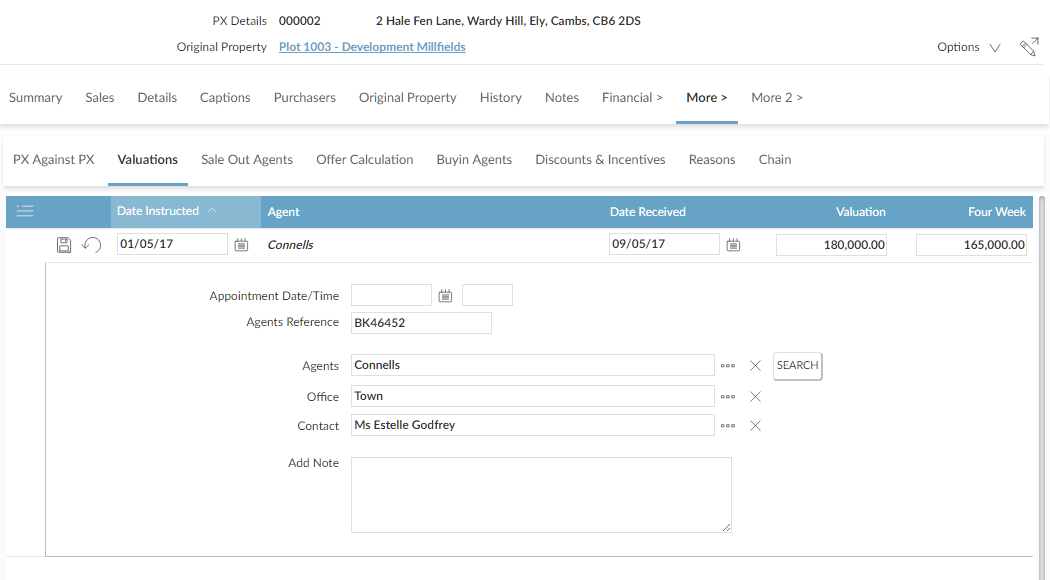 PX Details 000002 2 Hale Fen Lane, Wardy Hill, Ely, Cambs, CB6 2DS
Original Property Plot 1003 - Development Millfields
Options
Summary Sales Details Captions Purchasers Original Property History Notes Financial > More > More 2 >
PX Against PX Valuations Sale Out Agents Offer Calculation Buyin Agents Discounts & Incentives Reasons Chain
Date Instructed Agent Date Received Valuation Four Week
01/05/17 Connells 09/05/17 180,000.00 165,000.00
Appointment Date/Time
Agents Reference BK46452
Agents Connells SEARCH
Office Town
Contact Ms Estelle Godfrey
Add Note